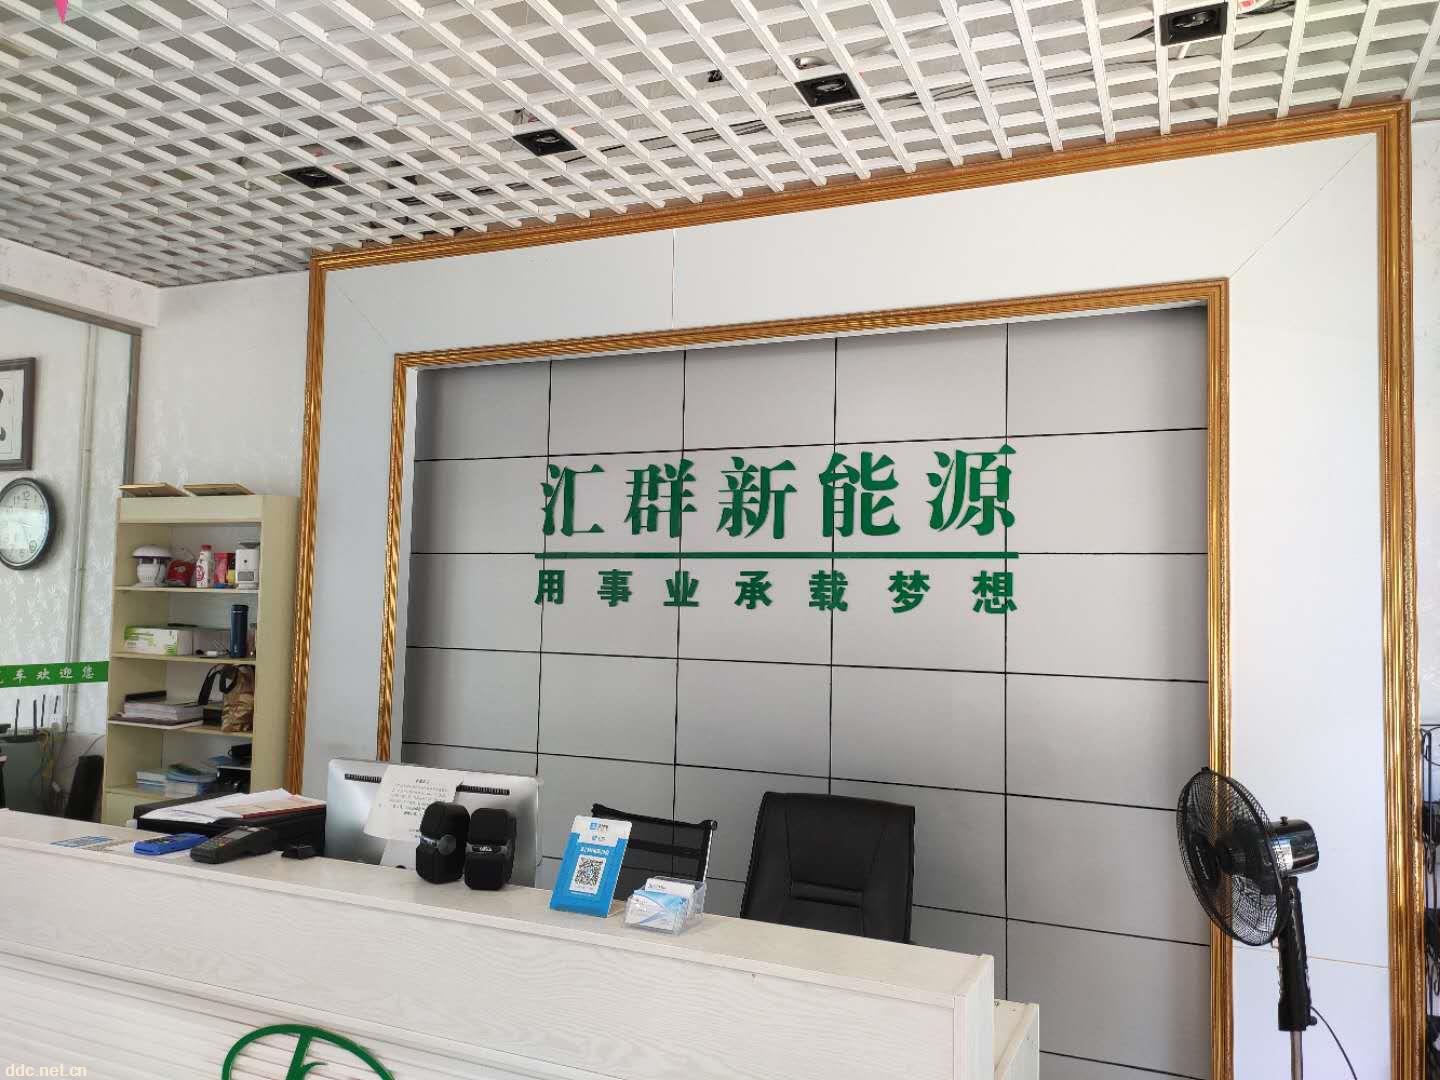 汇群新能源
用事业承载梦想
车欢迎您
ddc.net.cn